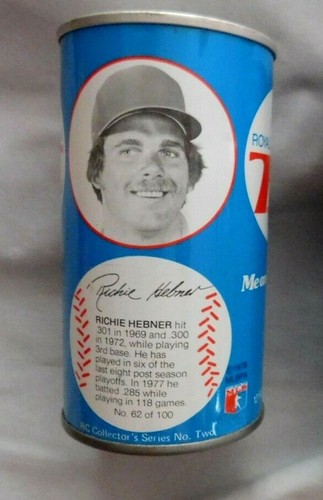 Richie Hebner
RICHIE HEBNER hit
.301 in 1969 and .300
in 1972, while playing
3rd base. He has
played in six of the
last eight post season
playoffs. In 1977 he
batted .285 while
playing in 118 games.
No. 62 of 100
RC Collector's Series No. Two
ROYAL
Me an